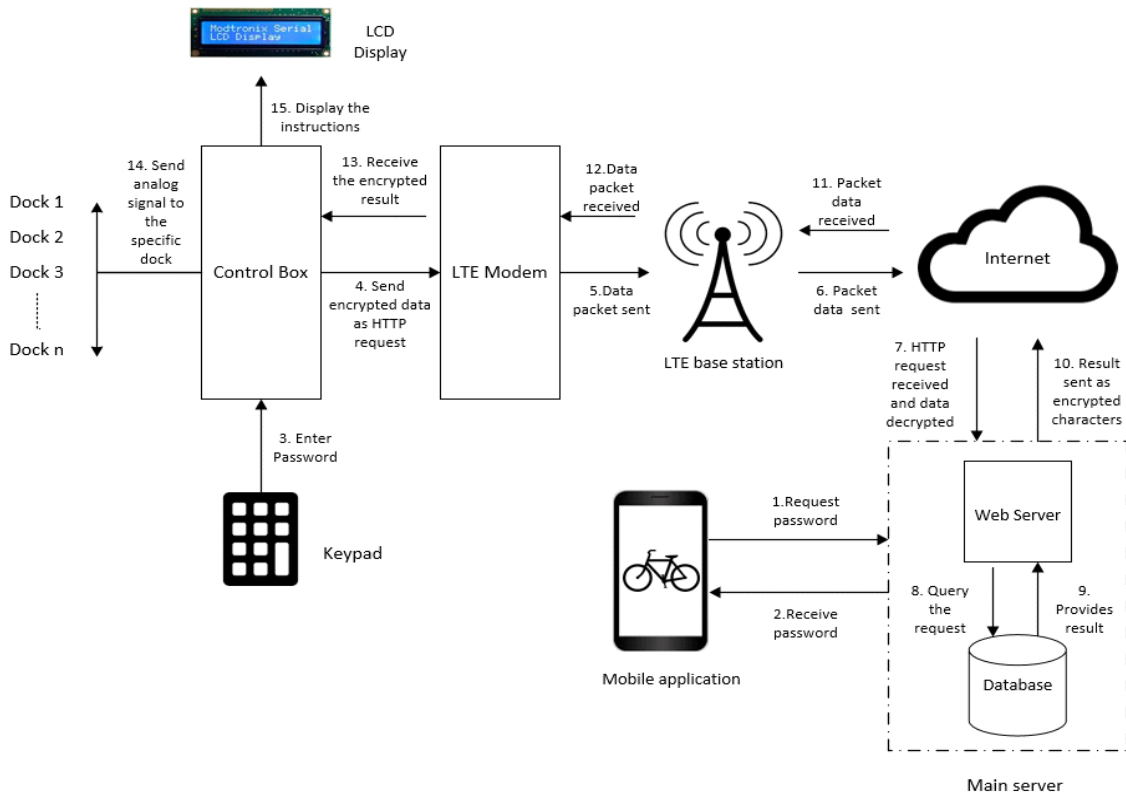 Modtronix Serial
LCD Display
LCD
Display
15. Display the
instructions
14. Send
analog
signal to
the
specific
dock
13. Receive
the encrypted
result
12.Data
packet
received
11. Packet
data
received
Dock 1
Dock 2
Dock 3
Dock n
Control Box
LTE Modem
Internet
4. Send
encrypted data
as HTTP
request
5.Data
packet sent
6. Packet
data sent
LTE base station
7. HTTP
request
received
and data
decrypted
10. Result
sent as
encrypted
characters
3. Enter
Password
Keypad
1.Request
password
2.Receive
password
Mobile application
Web Server
8. Query
the
request
9.
Provides
result
Database
Main server